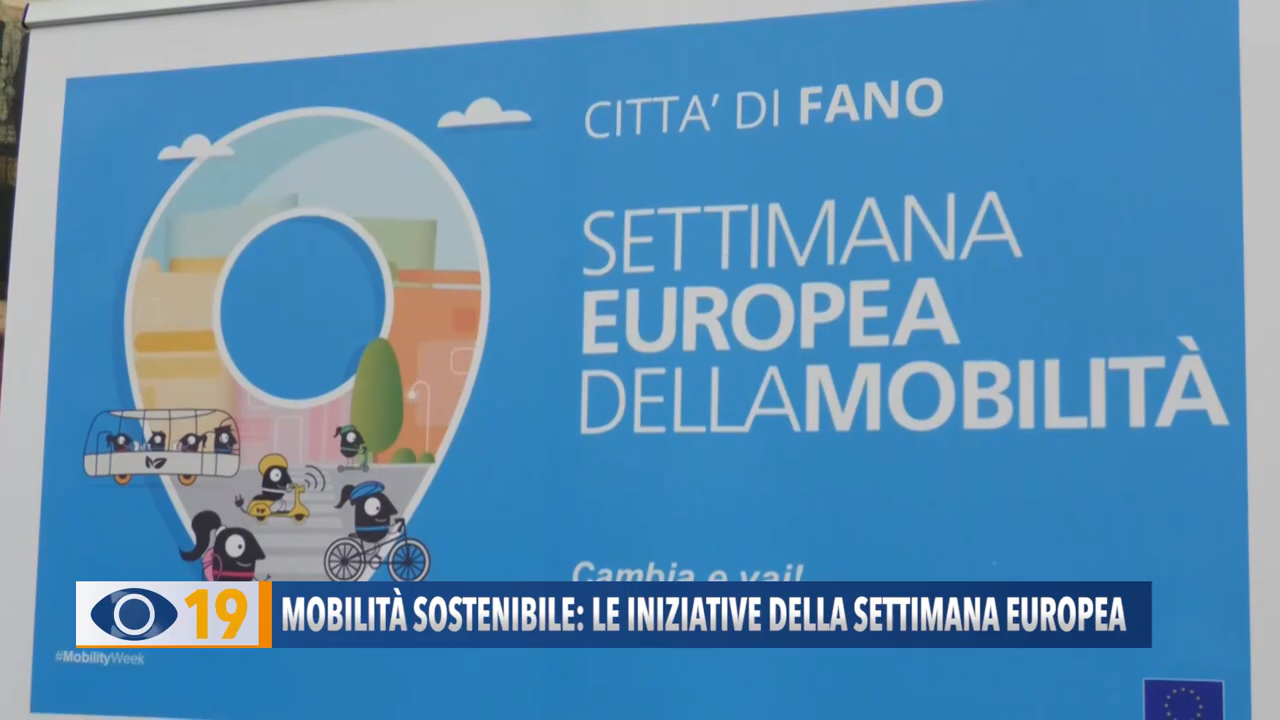 CITTA' DI FANO
SETTIMANA
EUROPEA
DELLAMOBILITÀ
Cambia e vai!
19
MOBILITÀ SOSTENIBILE: LE INIZIATIVE DELLA SETTIMANA EUROPEA
#MobilityWeek